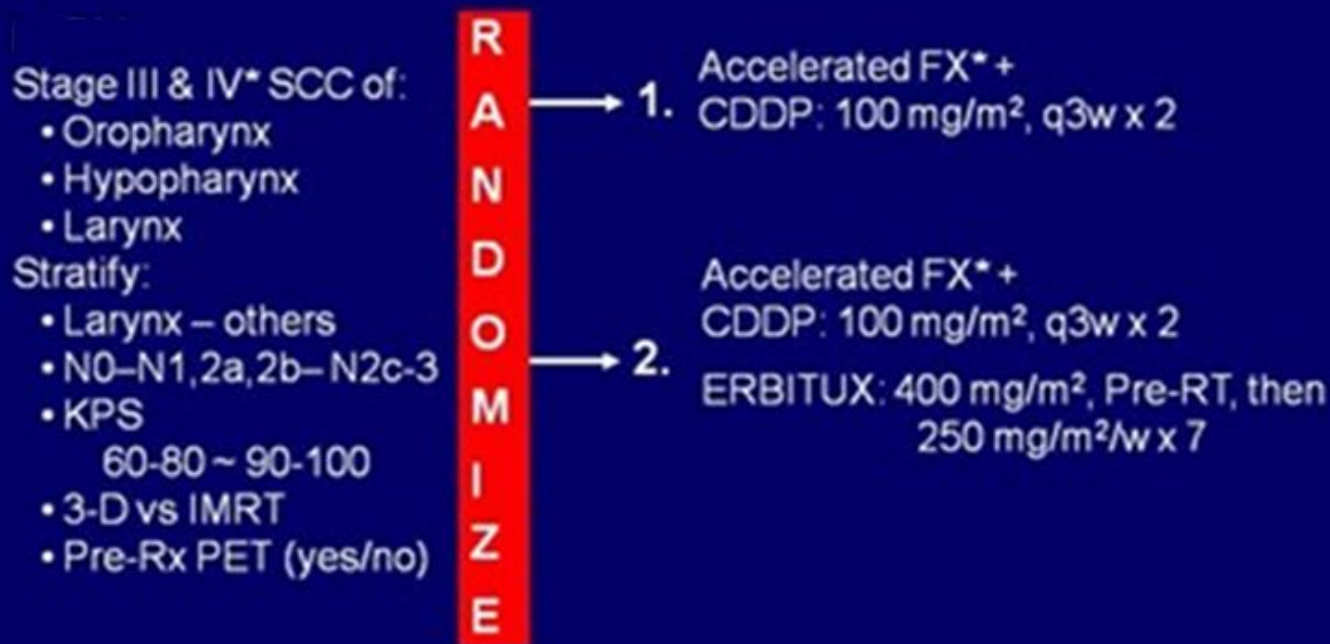 Stage III & IV* SCC of:
• Oropharynx
• Hypopharynx
• Larynx
Stratify:
• Larynx – others
• N0–N1,2a,2b–N2c-3
• KPS
60-80 ~ 90-100
• 3-D vs IMRT
• Pre-Rx PET (yes/no)
R
A
N
D
O
M
I
Z
E
1.
Accelerated FX* +
CDDP: 100 mg/m², q3w x 2
2.
Accelerated FX* +
CDDP: 100 mg/m², q3w x 2
ERBITUX: 400 mg/m², Pre-RT, then
250 mg/m²/w x 7